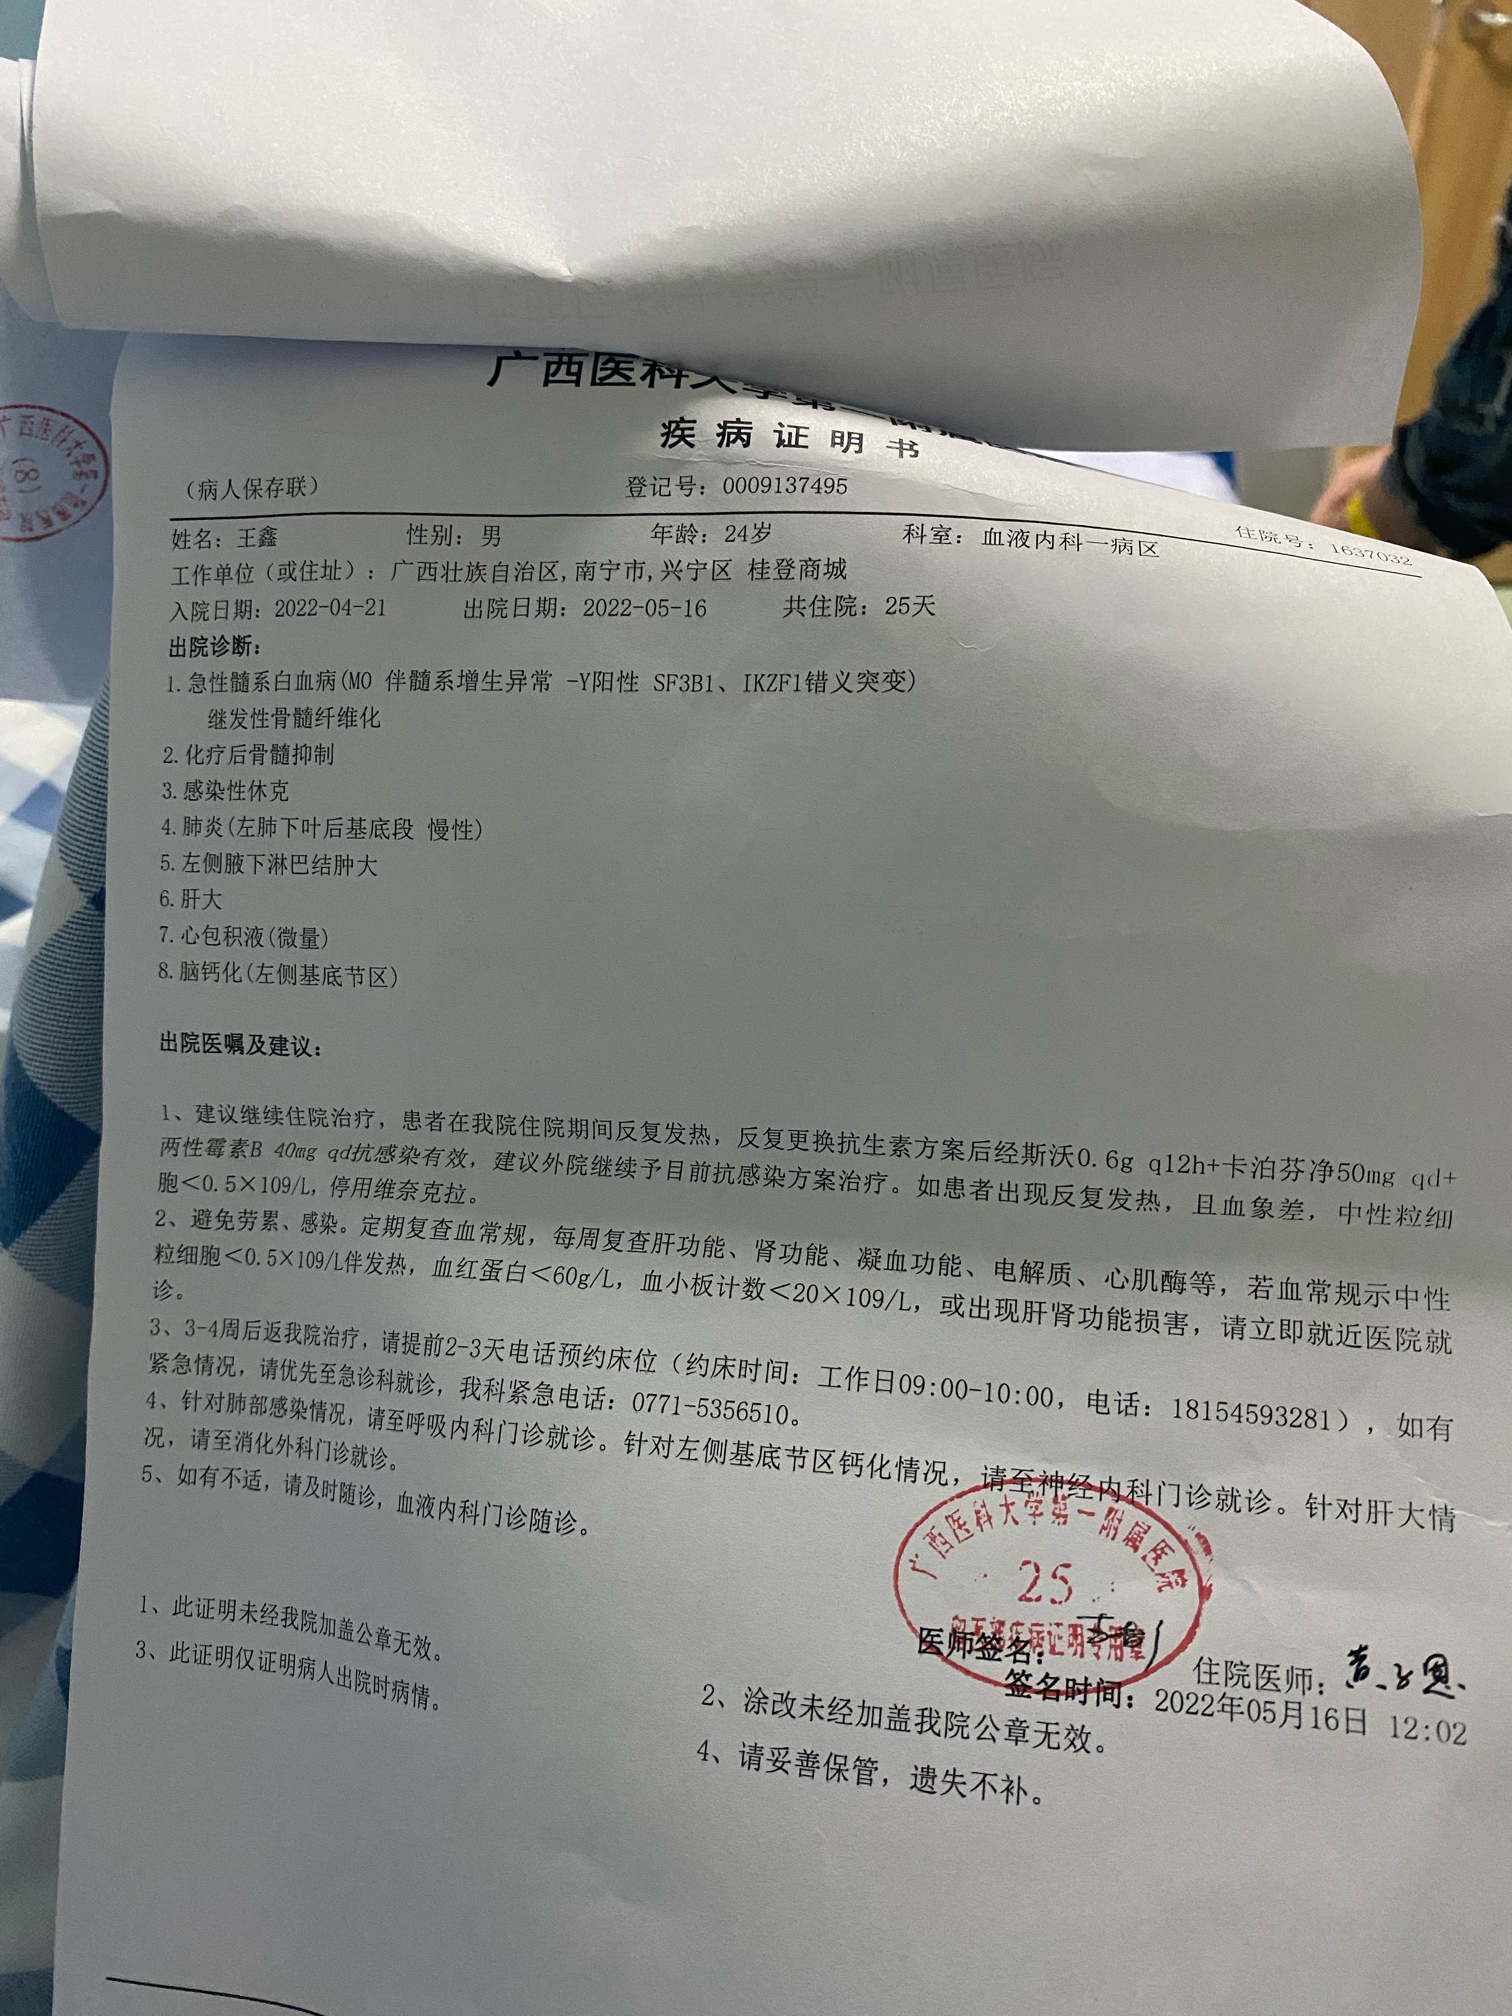 广西医科大学第一附属医院
疾病证明书
（病人保存联） 登记号：0009137495
姓名：王鑫 性别：男 年龄：24岁 科室：血液内科一病区 住院号：1637032
工作单位（或住址）：广西壮族自治区,南宁市,兴宁区 桂登商城
入院日期：2022-04-21 出院日期：2022-05-16 共住院：25天
出院诊断：
1.急性髓系白血病(M0 伴髓系增生异常 -Y阳性 SF3B1、IKZF1错义突变)
继发性骨髓纤维化
2.化疗后骨髓抑制
3.感染性休克
4.肺炎(左肺下叶后基底段 慢性)
5.左侧腋下淋巴结肿大
6.肝大
7.心包积液(微量)
8.脑钙化(左侧基底节区)
出院医嘱及建议：
1、建议继续住院治疗，患者在我院住院期间反复发热，反复更换抗生素方案后经斯沃0.6g q12h+卡泊芬净50mg qd+
两性霉素B 40mg qd抗感染有效，建议外院继续予目前抗感染方案治疗。如患者出现反复发热，且血象差，中性粒细
胞<0.5×109/L，停用维奈克拉。
2、避免劳累、感染。定期复查血常规，每周复查肝功能、肾功能、凝血功能、电解质、心肌酶等，若血常规示中性
粒细胞<0.5×109/L伴发热，血红蛋白<60g/L，血小板计数<20×109/L，或出现肝肾功能损害，请立即就近医院就
诊。
3、3-4周后返我院治疗，请提前2-3天电话预约床位（约床时间：工作日09:00-10:00，电话：18154593281），如有
紧急情况，请优先至急诊科就诊，我科紧急电话：0771-5356510。
4、针对肺部感染情况，请至呼吸内科门诊就诊。针对左侧基底节区钙化情况，请至神经内科门诊就诊。针对肝大情
况，请至消化外科门诊就诊。
5、如有不适，请及时随诊，血液内科门诊随诊。
广西医科大学第一附属医院
25
疾病证明专用章
医师签名： 住院医师：
签名时间：2022年05月16日 12:02
1、此证明未经我院加盖公章无效。
2、涂改未经加盖我院公章无效。
3、此证明仅证明病人出院时病情。
4、请妥善保管，遗失不补。
广西医科大学第一附属医院
(8)